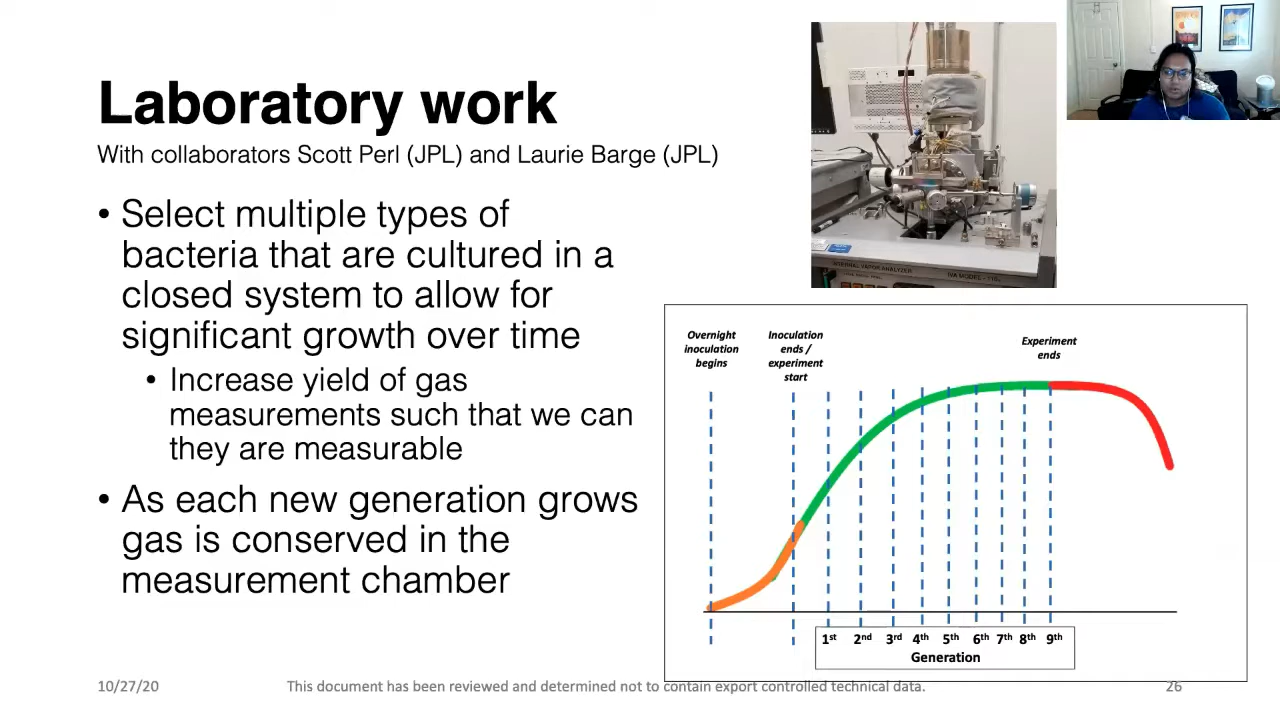 Laboratory work
With collaborators Scott Perl (JPL) and Laurie Barge (JPL)
• Select multiple types of
bacteria that are cultured in a
closed system to allow for
significant growth over time
• Increase yield of gas
measurements such that we can
they are measurable
• As each new generation grows
gas is conserved in the
measurement chamber
VAPOR ANALYZER
IVA MODEL
Overnight
inoculation
begins
Inoculation
ends /
experiment
start
Experiment
ends
1st 2nd 3rd 4th 5th 6th 7th 8th 9th
Generation
10/27/20
This document has been reviewed and determined not to contain export controlled technical data.
26